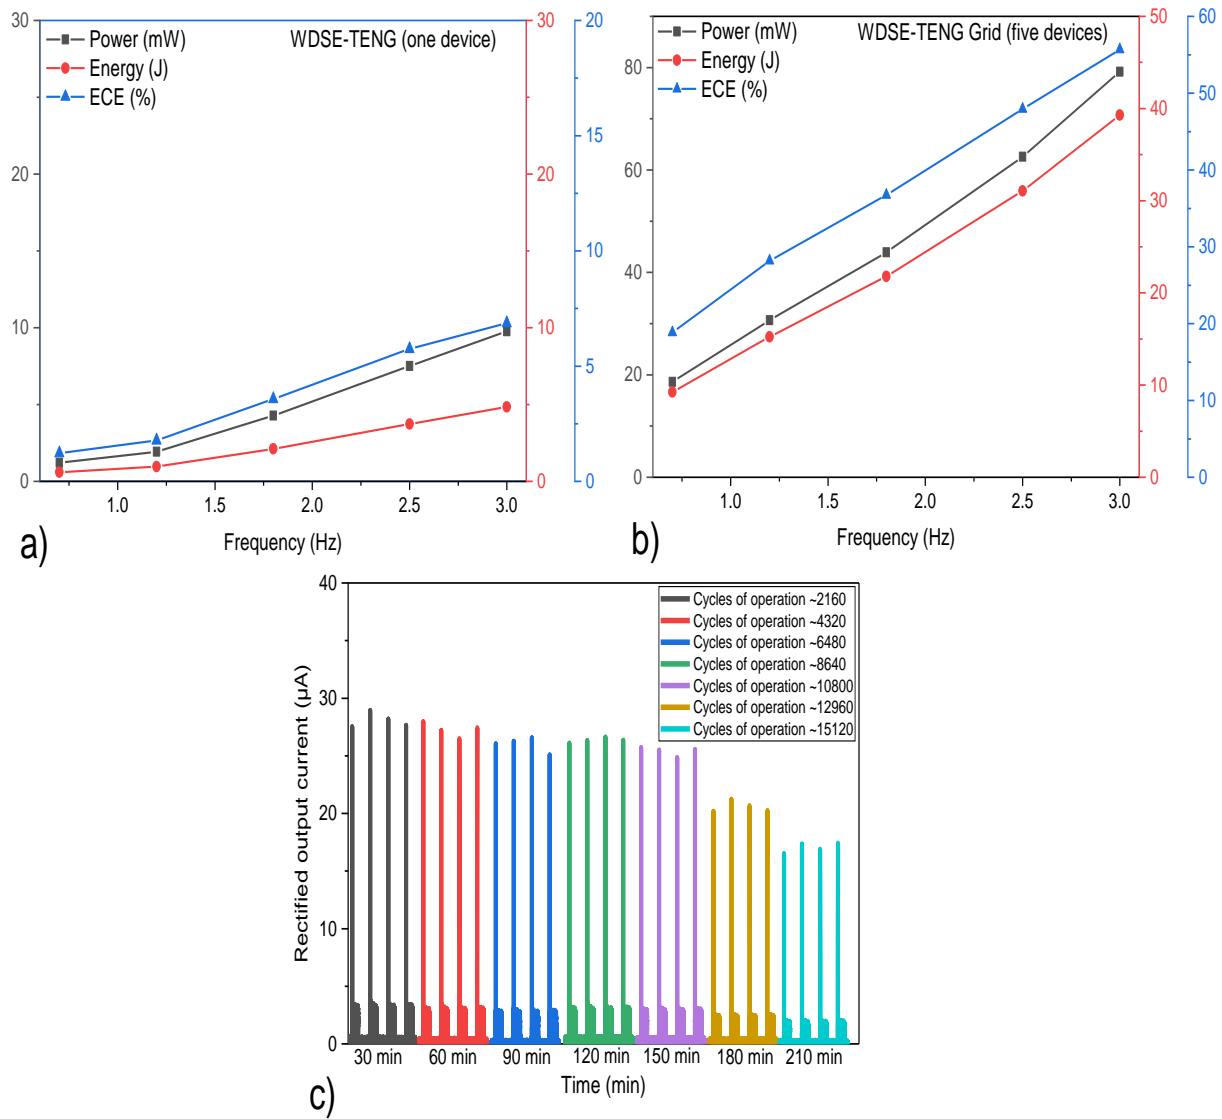 Power (mW)
Energy (J)
ECE (%)
WDSE-TENG (one device)
30
20
10
0
30
20
10
0
20
15
10
5
0
1.0 1.5 2.0 2.5 3.0
Frequency (Hz)
a)
Power (mW)
Energy (J)
ECE (%)
WDSE-TENG Grid (five devices)
80
60
40
20
0
50
40
30
20
10
0
60
50
40
30
20
10
0
1.0 1.5 2.0 2.5 3.0
Frequency (Hz)
b)
Rectified output current (μA)
40
30
20
10
0
Cycles of operation ~2160
Cycles of operation ~4320
Cycles of operation ~6480
Cycles of operation ~8640
Cycles of operation ~10800
Cycles of operation ~12960
Cycles of operation ~15120
30 min 60 min 90 min 120 min 150 min 180 min 210 min
Time (min)
c)